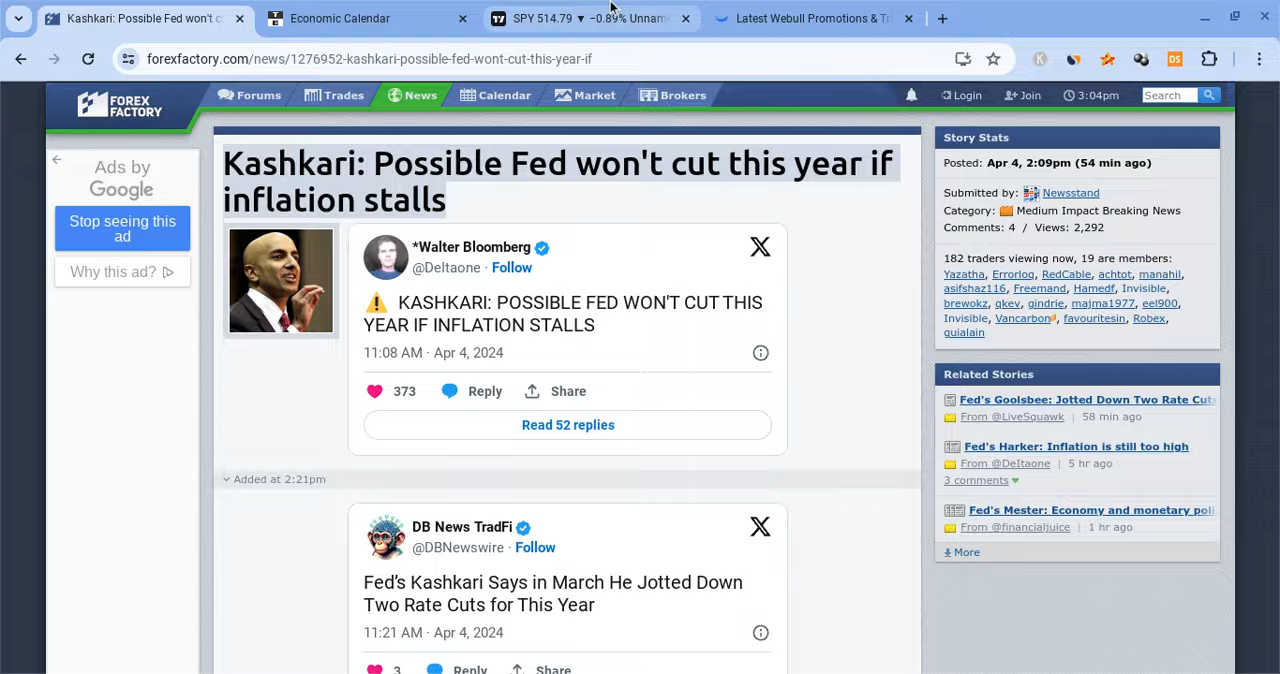 Kashkari: Possible Fed won't c
Economic Calendar
SPY 514.79 ▼ −0.89% Unnam
Latest Webull Promotions & Tr
forexfactory.com/news/1276952-kashkari-possible-fed-wont-cut-this-year-if
K
DS
FOREX
FACTORY
Forums
Trades
News
Calendar
Market
Brokers
Login
Join
3:04pm
Search
Ads by
Google
Stop seeing this
ad
Why this ad?
Kashkari: Possible Fed won't cut this year if
inflation stalls
*Walter Bloomberg
@DeItaone · Follow
⚠️ KASHKARI: POSSIBLE FED WON'T CUT THIS
YEAR IF INFLATION STALLS
11:08 AM · Apr 4, 2024
373 Reply Share
Read 52 replies
Added at 2:21pm
DB News TradFi
@DBNewswire · Follow
Fed's Kashkari Says in March He Jotted Down
Two Rate Cuts for This Year
11:21 AM · Apr 4, 2024
3 Reply Share
Story Stats
Posted: Apr 4, 2:09pm (54 min ago)
Submitted by: Newsstand
Category: Medium Impact Breaking News
Comments: 4 / Views: 2,292
182 traders viewing now, 19 are members:
Yazatha, Errorloq, RedCable, achtot, manahil,
asifshaz116, Freemand, Hamedf, Invisible,
brewokz, gkev, gindrie, majma1977, eel900,
Invisible, Vancarbon, favouritesin, Robex,
guialain
Related Stories
Fed's Goolsbee: Jotted Down Two Rate Cuts
From @LiveSquawk | 58 min ago
Fed's Harker: Inflation is still too high
From @DeItaone | 5 hr ago
3 comments
Fed's Mester: Economy and monetary poli
From @financialjuice | 1 hr ago
More